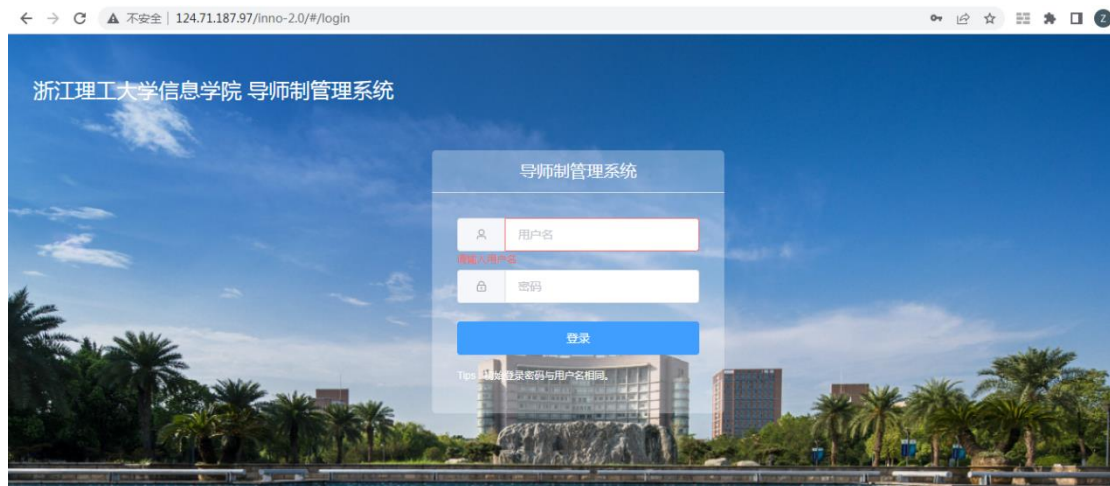 不安全 | 124.71.187.97/inno-2.0/#/login
Z
浙江理工大学信息学院 导师制管理系统
导师制管理系统
用户名
请输入用户名
密码
登录
Tips : 初始登录密码与用户名相同。